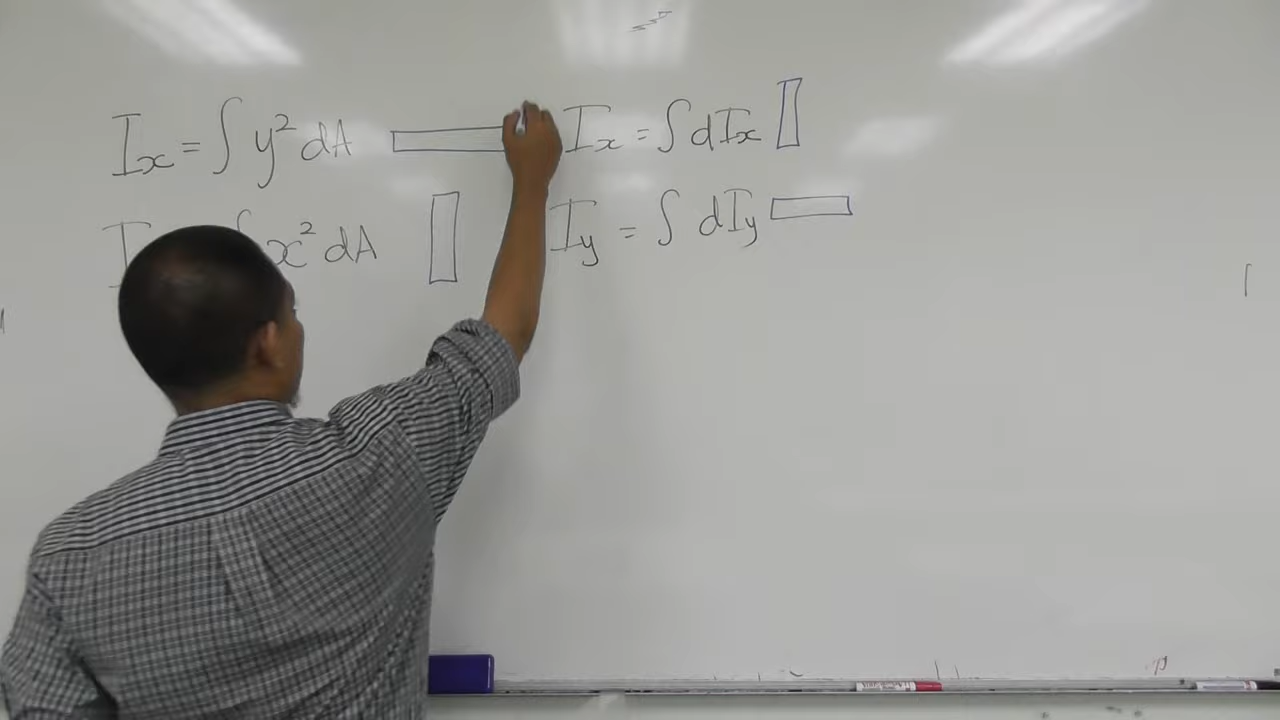 Ix = ∫ y² dA Ix = ∫ dIx
I ∫ x² dA Iy = ∫ dIy